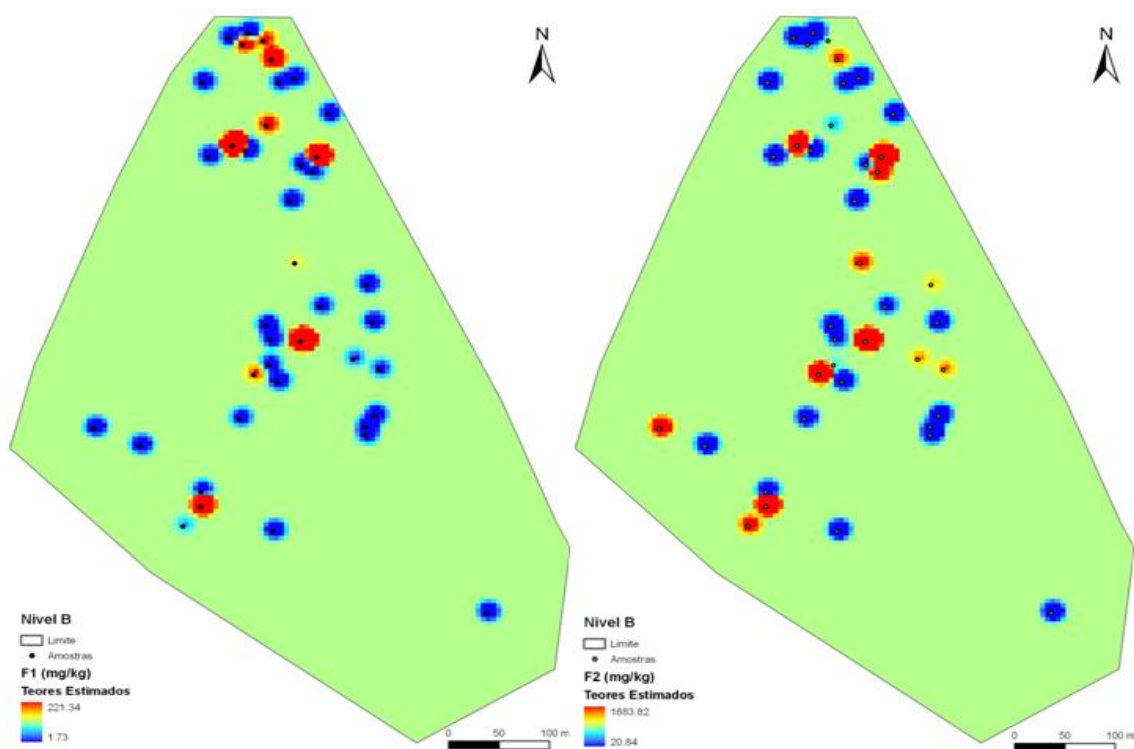 N
Nivel B
Limite
Amostras
F1 (mg/kg)
Teores Estimados
221.34
1.73
0 50 100 m
N
Nivel B
Limite
Amostras
F2 (mg/kg)
Teores Estimados
1883.82
20.84
0 50 100 m